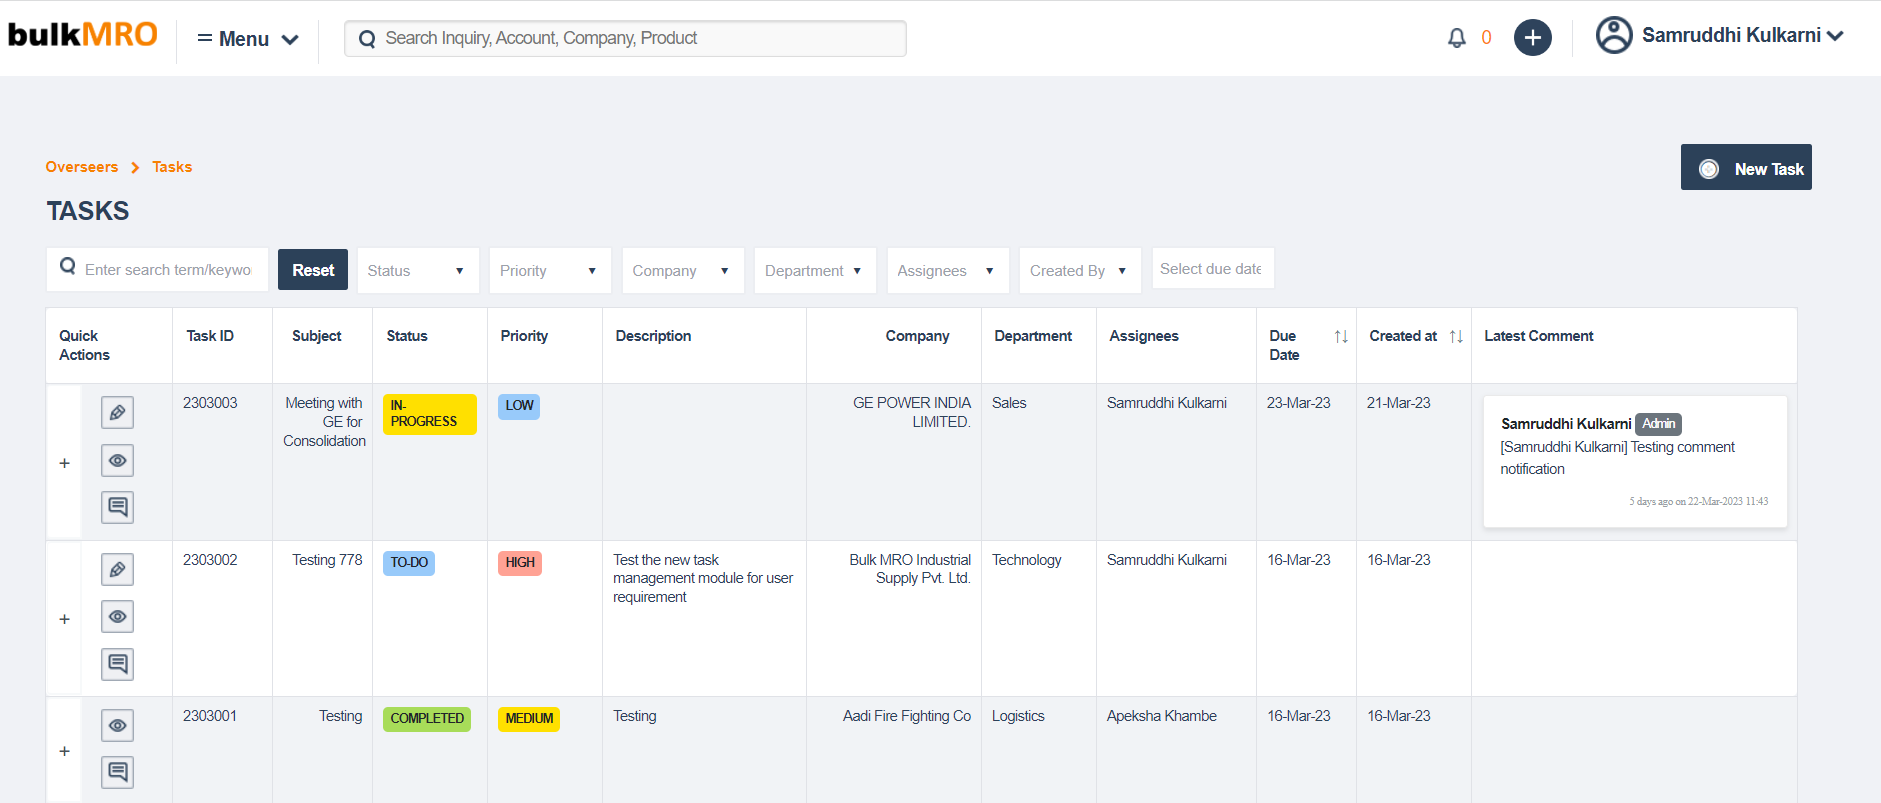 bulkMRO
Menu
Search Inquiry, Account, Company, Product
0
Samruddhi Kulkarni
Overseers
Tasks
New Task
TASKS
Enter search term/keywo
Reset
Status
Priority
Company
Department
Assignees
Created By
Select due date
Quick
Actions
Task ID
Subject
Status
Priority
Description
Company
Department
Assignees
Due
Date
Created at
Latest Comment
2303003
Meeting with
GE for
Consolidation
IN-
PROGRESS
LOW
GE POWER INDIA
LIMITED.
Sales
Samruddhi Kulkarni
23-Mar-23
21-Mar-23
Samruddhi Kulkarni Admin
[Samruddhi Kulkarni] Testing comment
notification
5 days ago on 22-Mar-2023 11:43
2303002
Testing 778
TO-DO
HIGH
Test the new task
management module for user
requirement
Bulk MRO Industrial
Supply Pvt. Ltd.
Technology
Samruddhi Kulkarni
16-Mar-23
16-Mar-23
2303001
Testing
COMPLETED
MEDIUM
Testing
Aadi Fire Fighting Co
Logistics
Apeksha Khambe
16-Mar-23
16-Mar-23